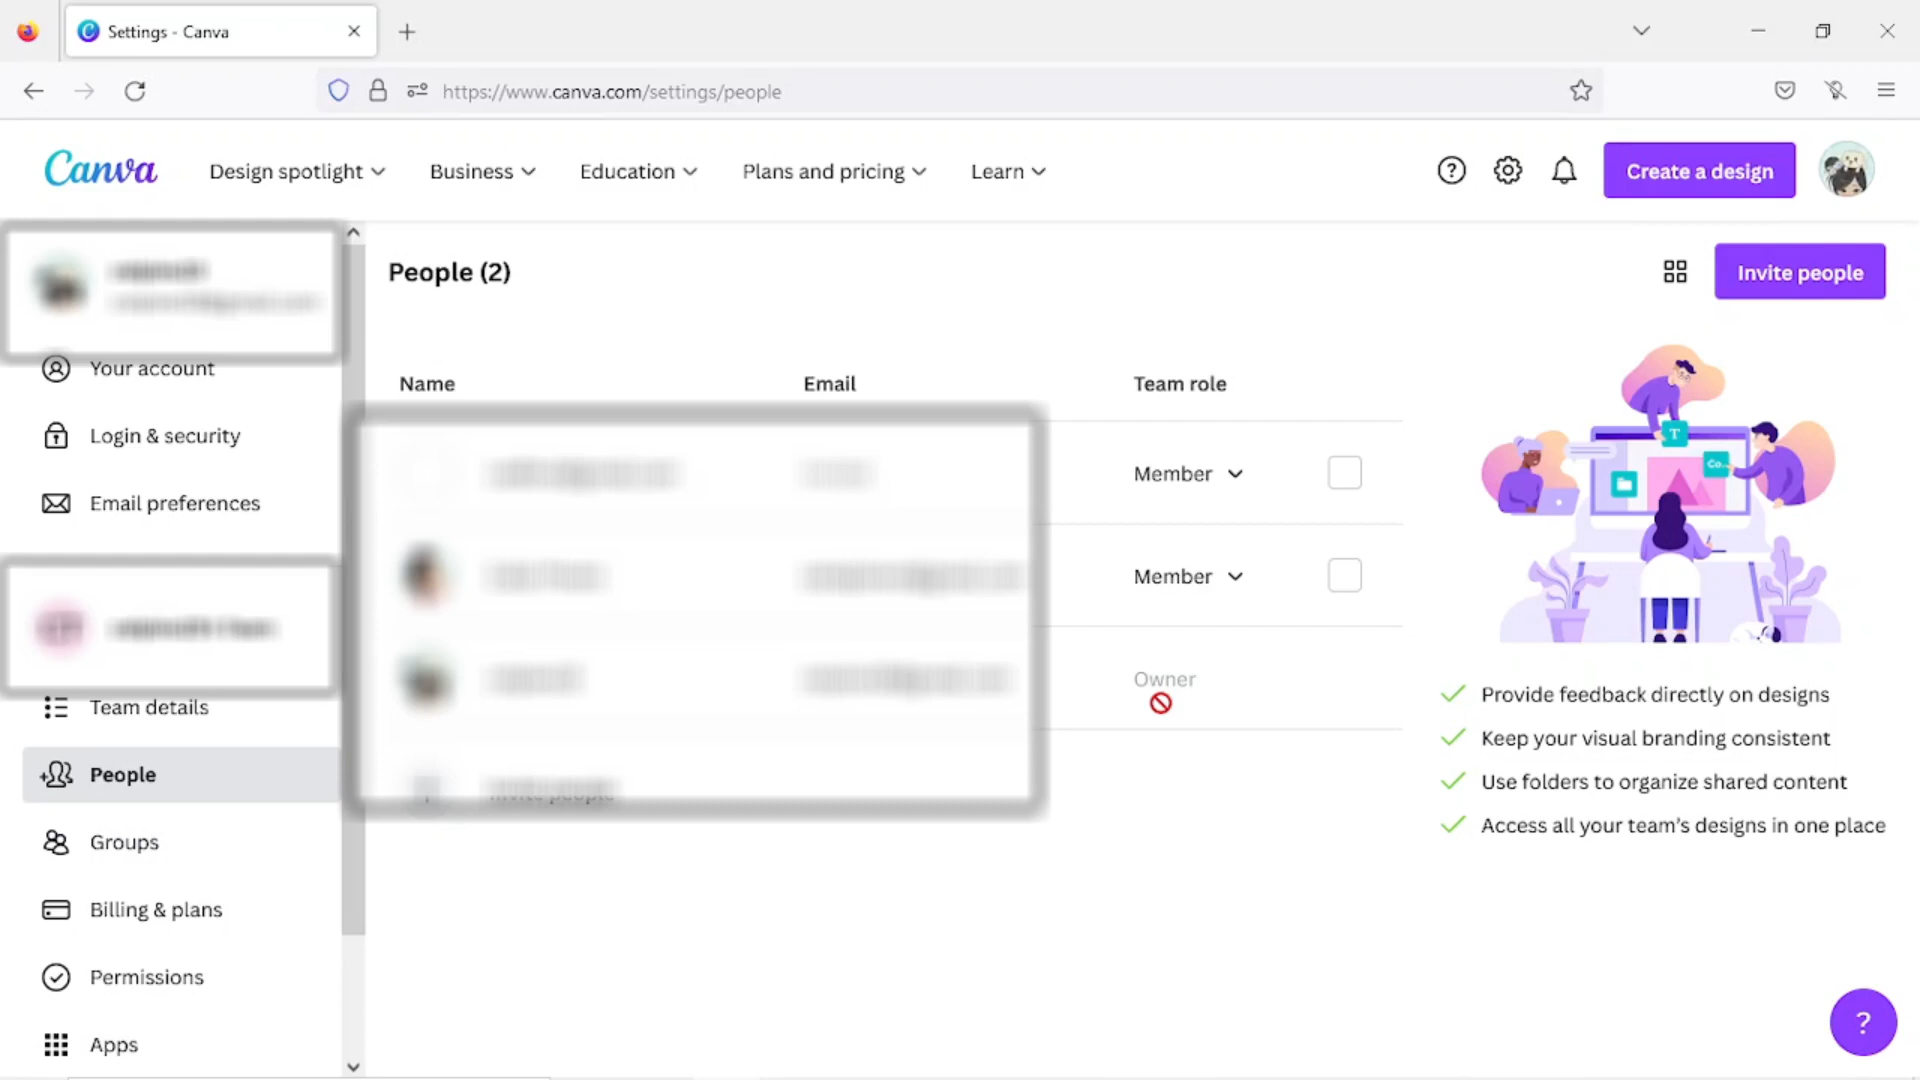 Settings - Canva
https://www.canva.com/settings/people
Canva
Design spotlight
Business
Education
Plans and pricing
Learn
Create a design
People (2)
Invite people
Your account
Login & security
Email preferences
Team details
People
Groups
Billing & plans
Permissions
Apps
Name
Email
Team role
Member
Member
Owner
Invite people
T
Co...
Provide feedback directly on designs
Keep your visual branding consistent
Use folders to organize shared content
Access all your team's designs in one place
?